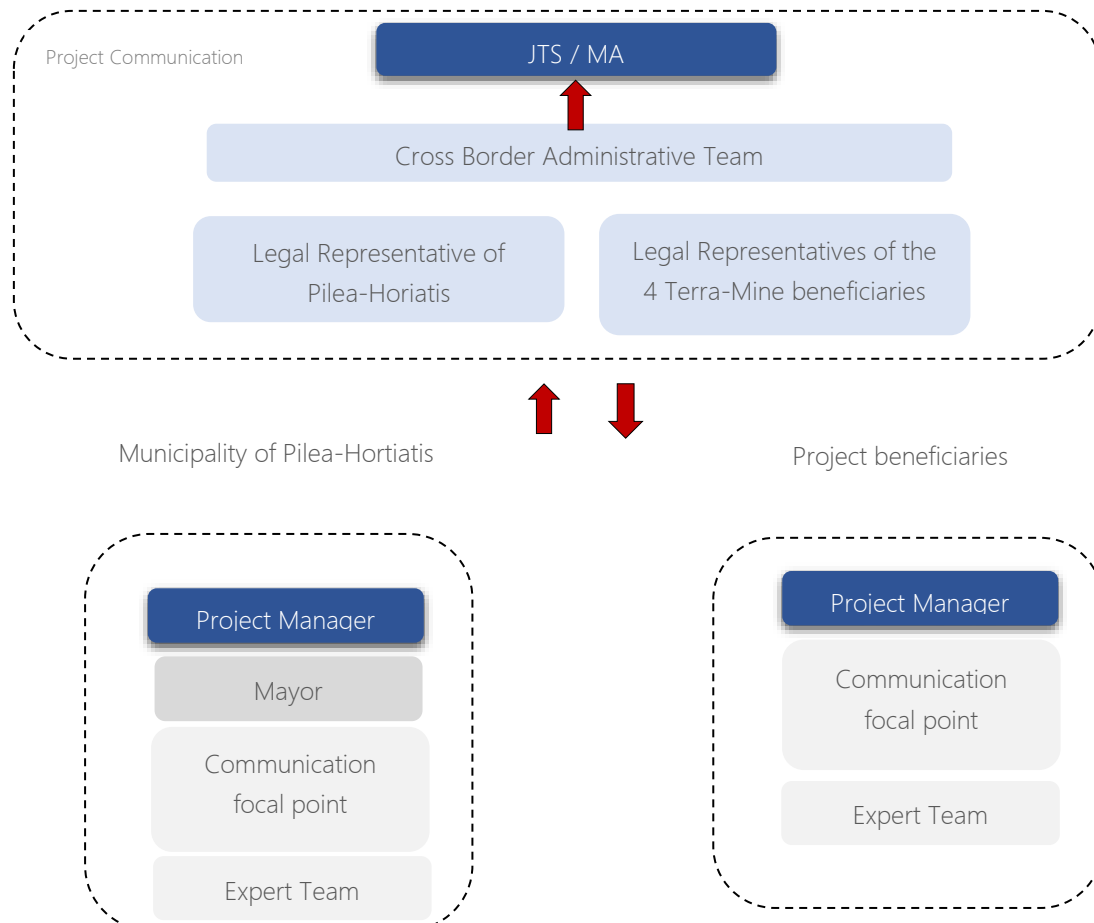 Project Communication
JTS / MA
Cross Border Administrative Team
Legal Representative of
Pilea-Horiatis
Legal Representatives of the
4 Terra-Mine beneficiaries
Municipality of Pilea-Hortiatis
Project beneficiaries
Project Manager
Mayor
Communication
focal point
Expert Team
Project Manager
Communication
focal point
Expert Team